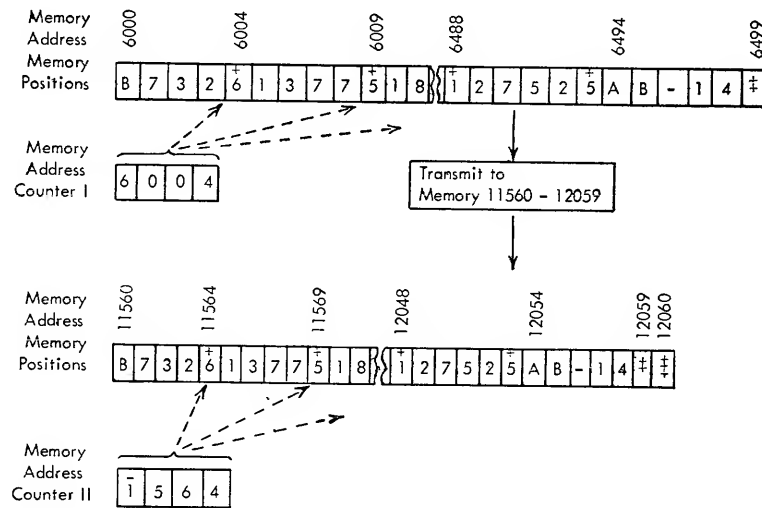 Memory Address 6000 6004 6009 6488 6494 6499
Memory Positions B 7 3 2 +6 1 3 7 7 +5 1 8 +1 2 7 5 2 5̄ A B - 1 4 ‡
Memory Address Counter I 6 0 0 4
Transmit to
Memory 11560 – 12059
Memory Address 11560 11564 11569 12048 12054 12059 12060
Memory Positions B 7 3 2 +6 1 3 7 7 +5 1 8 +1 2 7 5 2 +5 A B - 1 4 ‡ ⯒
Memory Address Counter II 1̄ 5 6 4